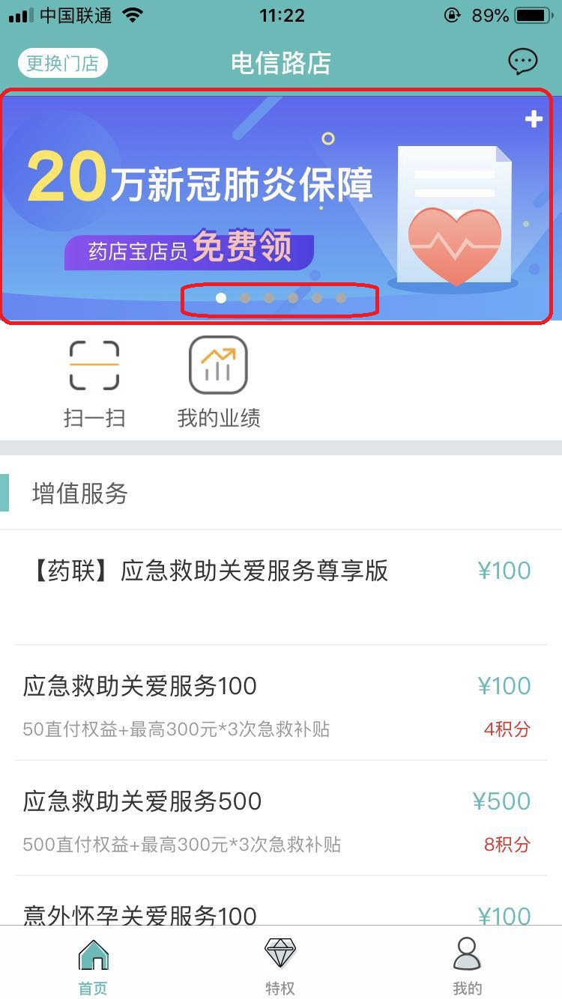 中国联通
11:22
89%
更换门店
电信路店
20万新冠肺炎保障
药店宝店员免费领
扫一扫
我的业绩
增值服务
【药联】应急救助关爱服务尊享版
¥100
应急救助关爱服务100
¥100
50直付权益+最高300元*3次急救补贴
4积分
应急救助关爱服务500
¥500
500直付权益+最高300元*3次急救补贴
8积分
意外怀孕关爱服务100
¥100
首页
特权
我的